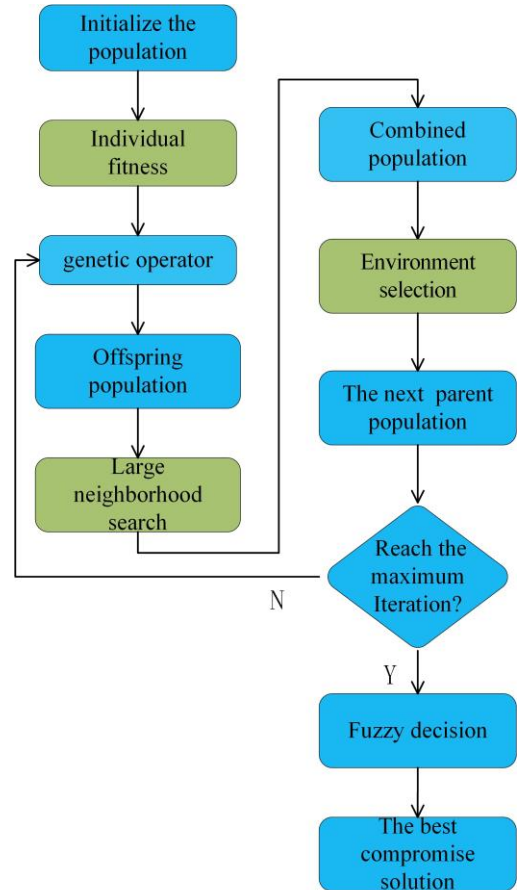 Initialize the
population
Individual
fitness
genetic operator
Offspring
population
Large
neighborhood
search
Combined
population
Environment
selection
The next parent
population
Reach the
maximum
Iteration?
N
Y
Fuzzy decision
The best
compromise
solution